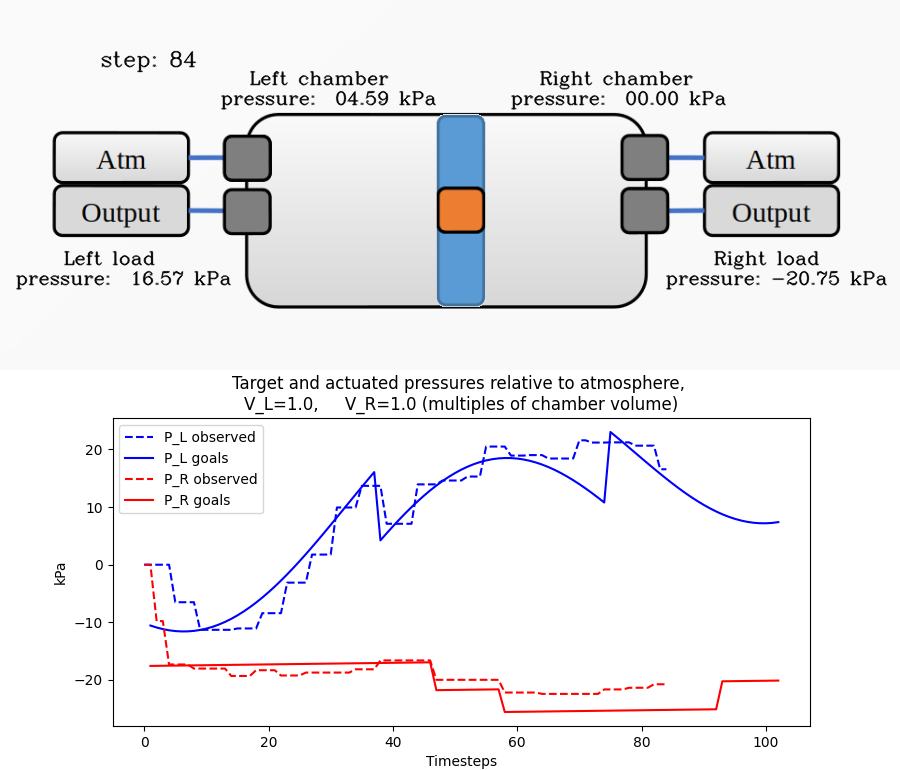 step: 84
Left chamber
pressure:  04.59 kPa
Right chamber
pressure:  00.00 kPa
Atm
Output
Atm
Output
Left load
pressure:  16.57 kPa
Right load
pressure: −20.75 kPa
Target and actuated pressures relative to atmosphere,
V_L=1.0,     V_R=1.0 (multiples of chamber volume)
P_L observed
P_L goals
P_R observed
P_R goals
kPa
20
10
0
−10
−20
0 20 40 60 80 100
Timesteps